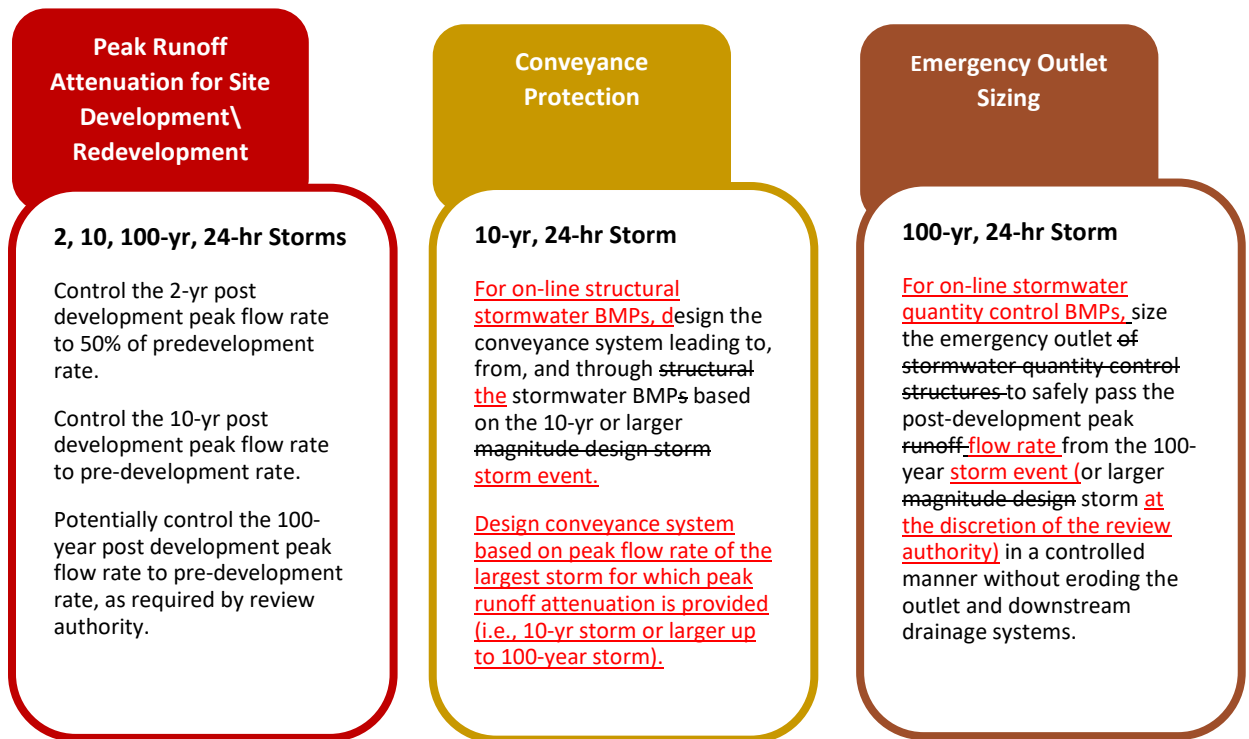 Peak Runoff
Attenuation for Site
Development\
Redevelopment
2, 10, 100-yr, 24-hr Storms
Control the 2-yr post
development peak flow rate
to 50% of predevelopment
rate.
Control the 10-yr post
development peak flow rate
to pre-development rate.
Potentially control the 100-
year post development peak
flow rate to pre-development
rate, as required by review
authority.
Conveyance
Protection
10-yr, 24-hr Storm
For on-line structural
stormwater BMPs, design the
conveyance system leading to,
from, and through structural
the stormwater BMPs based
on the 10-yr or larger
magnitude design storm
storm event.
Design conveyance system
based on peak flow rate of the
largest storm for which peak
runoff attenuation is provided
(i.e., 10-yr storm or larger up
to 100-year storm).
Emergency Outlet
Sizing
100-yr, 24-hr Storm
For on-line stormwater
quantity control BMPs, size
the emergency outlet of
stormwater quantity control
structures to safely pass the
post-development peak
runoff flow rate from the 100-
year storm event (or larger
magnitude design storm at
the discretion of the review
authority) in a controlled
manner without eroding the
outlet and downstream
drainage systems.